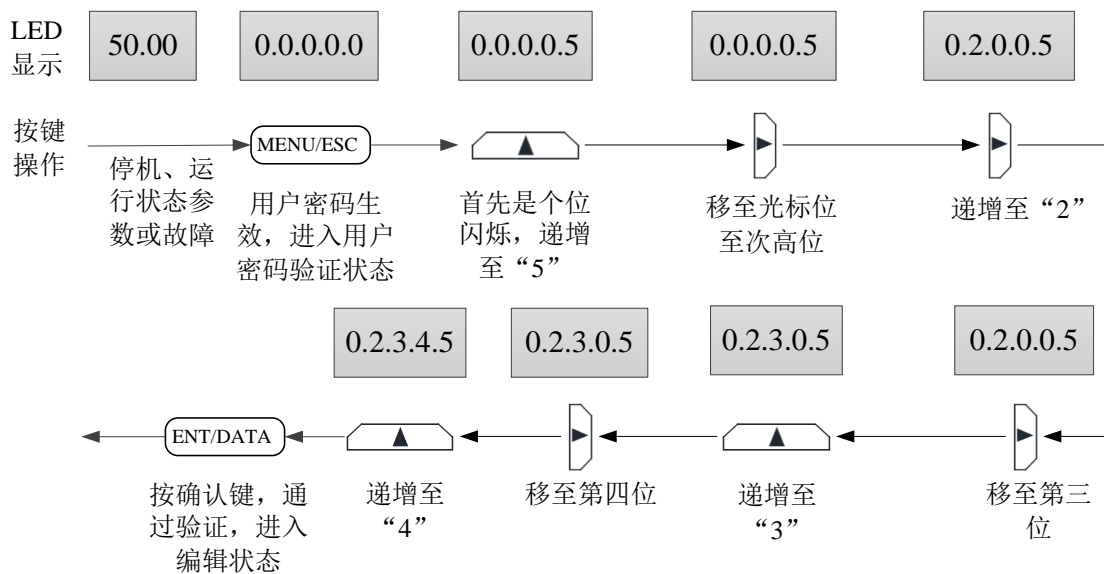 LED
显示
50.00
0.0.0.0.0
0.0.0.0.5
0.0.0.0.5
0.2.0.0.5
按键
操作
MENU/ESC
停机、运
行状态参
数或故障
用户密码生
效，进入用户
密码验证状态
首先是个位
闪烁，递增
至“5”
移至光标位
至次高位
递增至“2”
0.2.3.4.5
0.2.3.0.5
0.2.3.0.5
0.2.0.0.5
ENT/DATA
按确认键，通
过验证，进入
编辑状态
递增至
“4”
移至第四位
递增至
“3”
移至第三
位